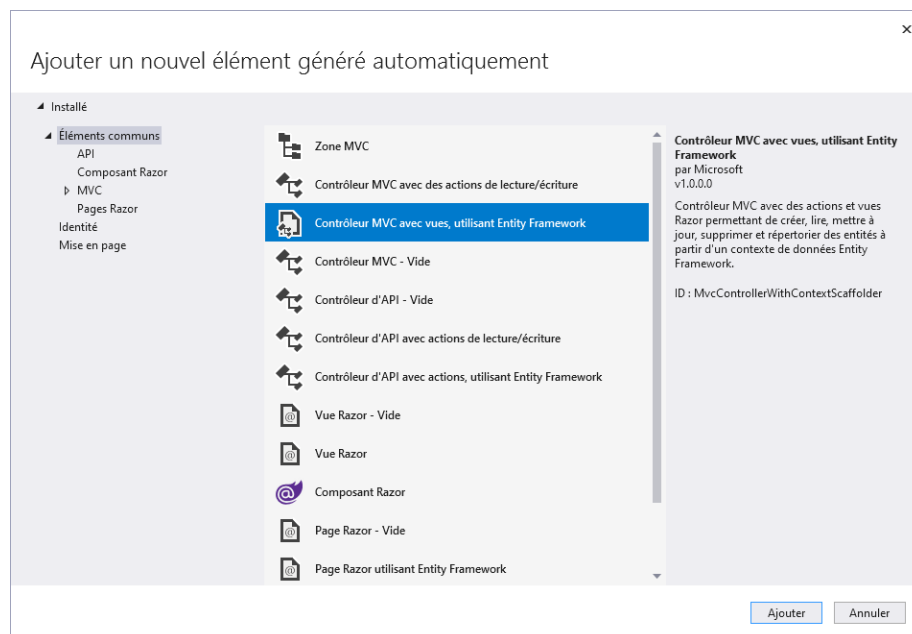 Ajouter un nouvel élément généré automatiquement
Installé
Éléments communs
API
Composant Razor
MVC
Pages Razor
Identité
Mise en page
Zone MVC
Contrôleur MVC avec des actions de lecture/écriture
Contrôleur MVC avec vues, utilisant Entity Framework
Contrôleur MVC - Vide
Contrôleur d'API - Vide
Contrôleur d'API avec actions de lecture/écriture
Contrôleur d'API avec actions, utilisant Entity Framework
Vue Razor - Vide
Vue Razor
Composant Razor
Page Razor - Vide
Page Razor utilisant Entity Framework
Contrôleur MVC avec vues, utilisant Entity
Framework
par Microsoft
v1.0.0.0
Contrôleur MVC avec des actions et vues
Razor permettant de créer, lire, mettre à
jour, supprimer et répertorier des entités à
partir d'un contexte de données Entity
Framework.
ID : MvcControllerWithContextScaffolder
Ajouter
Annuler